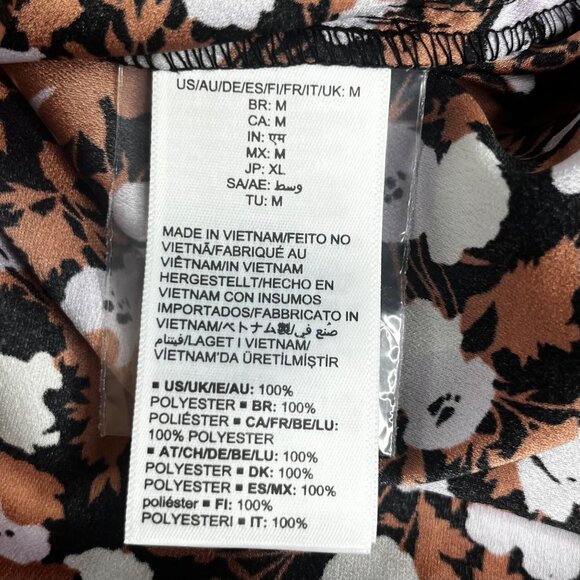 US/AU/DE/ES/FI/FR/IT/UK: M
BR: M
CA: M
IN: एम
MX: M
JP: XL
SA/AE: وسط
TU: M
MADE IN VIETNAM/FEITO NO
VIETNÃ/FABRIQUÉ AU
VIÊTNAM/IN VIETNAM
HERGESTELLT/HECHO EN
VIETNAM CON INSUMOS
IMPORTADOS/FABBRICATO IN
VIETNAM/ベトナム製/صُنع في
فيتنام/LAGET I VIETNAM/
VİETNAM'DA ÜRETİLMİŞTİR
▪ US/UK/IE/AU: 100%
POLYESTER ▪ BR: 100%
POLIÉSTER ▪ CA/FR/BE/LU:
100% POLYESTER
▪ AT/CH/DE/BE/LU: 100%
POLYESTER ▪ DK: 100%
POLYESTER ▪ ES/MX: 100%
poliéster ▪ FI: 100%
POLYESTERI ▪ IT: 100%